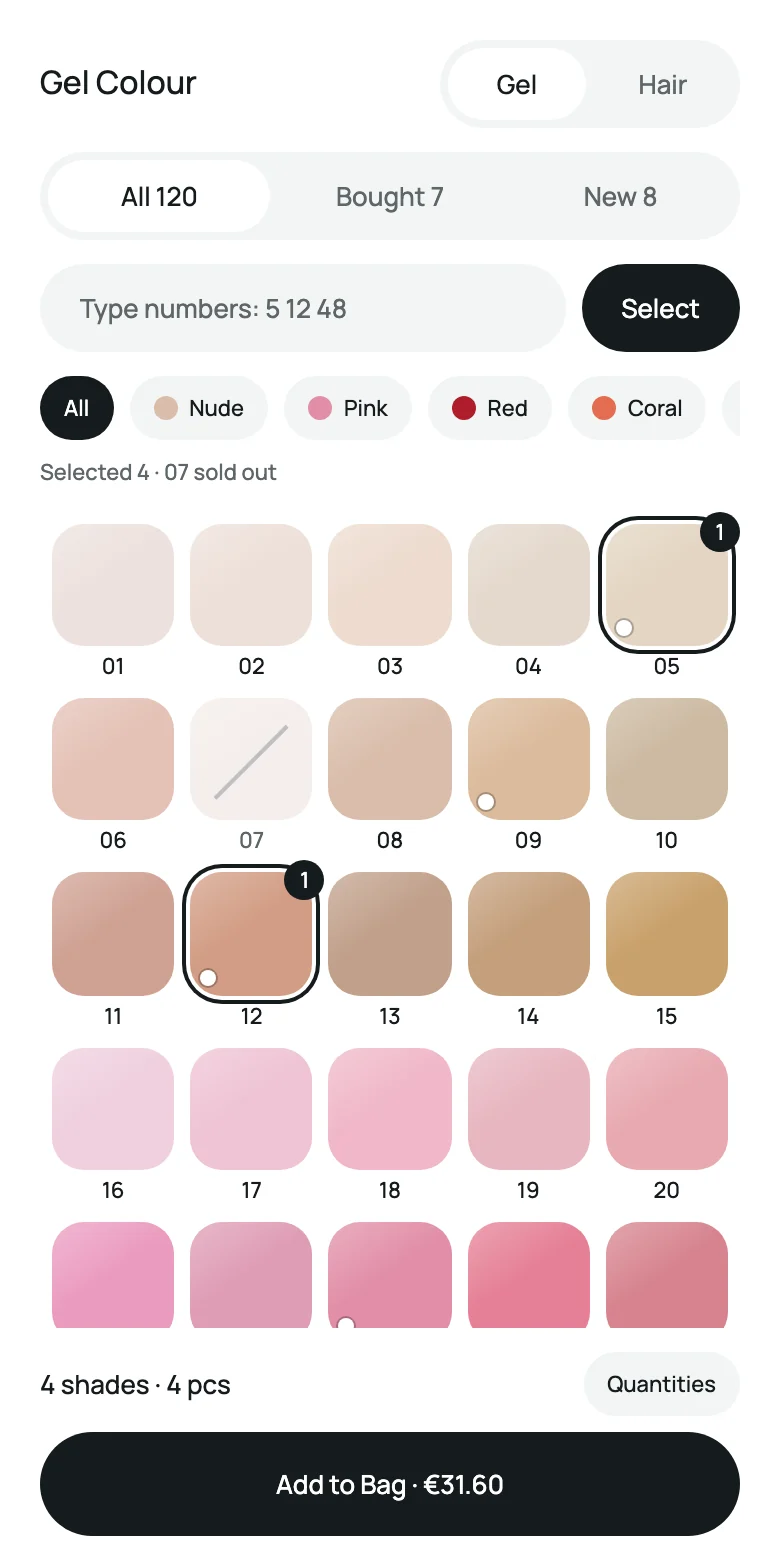 Gel Colour
Gel Hair
All 120 Bought 7 New 8
Type numbers: 5 12 48 Select
All Nude Pink Red Coral
Selected 4 · 07 sold out
1
01 02 03 04 05
06 07 08 09 10
1
11 12 13 14 15
16 17 18 19 20
4 shades · 4 pcs Quantities
Add to Bag · €31.60